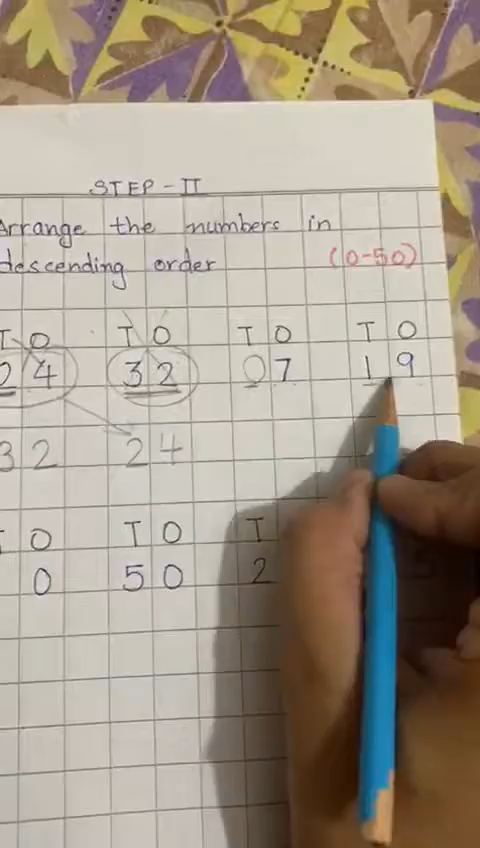 STEP - II
Arrange the numbers in
descending order (0-50)
T O T O T O T O
24 32 07 19
32 24
T O T O T
0 50 2